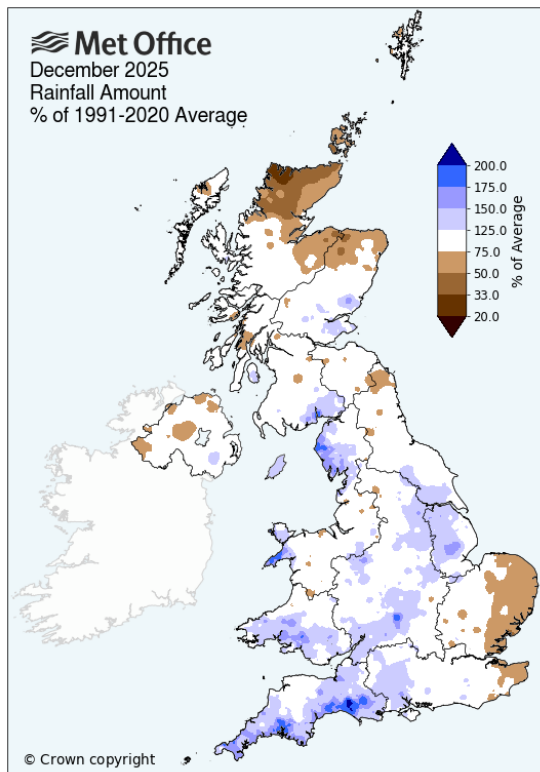 Met Office
December 2025
Rainfall Amount
% of 1991-2020 Average
200.0
175.0
150.0
125.0
75.0
50.0
33.0
20.0
% of Average
© Crown copyright